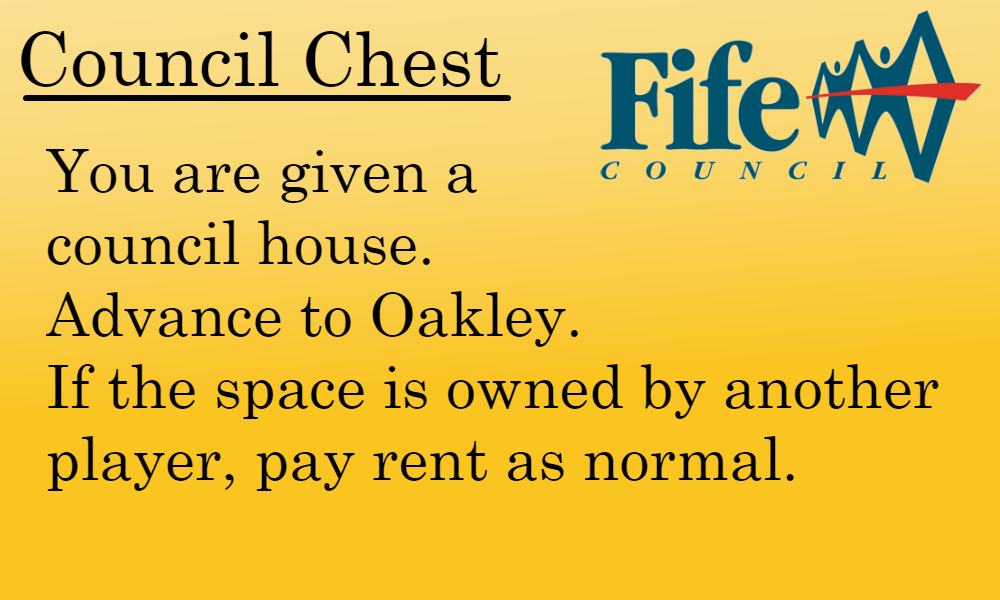 Council Chest
Fife
COUNCIL
You are given a
council house.
Advance to Oakley.
If the space is owned by another
player, pay rent as normal.